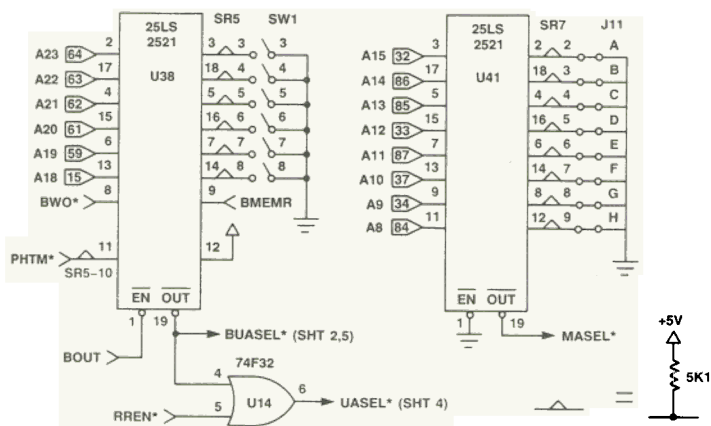 25LS
2521
U38
SR5
SW1
A23 64 2
A22 63 17
A21 62 4
A20 61 15
A19 59 6
A18 15 13
BWO* 8
PHTM* 11
SR5-10
3 3 3
18 4 4
5 5 5
16 6 6
7 7 7
14 8 8
9 BMEMR
12
EN OUT
1 19
BOUT
BUASEL* (SHT 2,5)
74F32
4
U14
6
UASEL* (SHT 4)
RREN* 5
25LS
2521
U41
SR7
J11
A15 32 3
A14 86 17
A13 85 5
A12 33 15
A11 87 7
A10 37 13
A9 34 9
A8 84 11
2 2 A
18 3 B
4 4 C
16 5 D
6 6 E
14 7 F
8 8 G
12 9 H
EN OUT
1 19
MASEL*
=
+5V
5K1